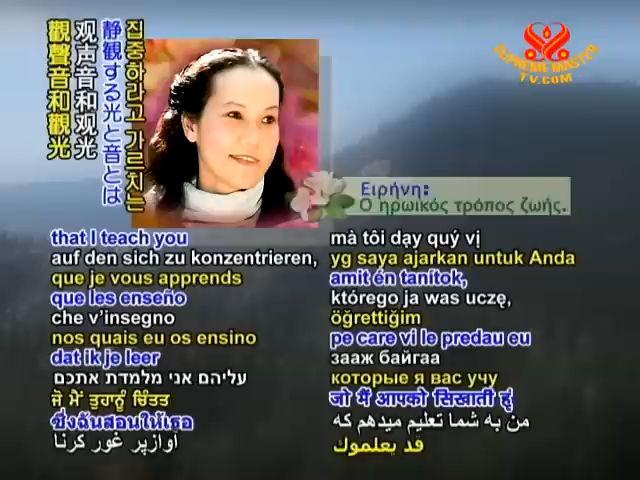 觀聲音和觀光
观声音和观光
静観する光と音とは
집중하라고 가르치는
SUPREME MASTER
TV.COM
Ειρήνη:
Ο ηρωικός τρόπος ζωής.
that I teach you
auf den sich zu konzentrieren,
que je vous apprends
que les enseño
che v'insegno
nos quais eu os ensino
dat ik je leer
עליהם אני מלמדת אתכם
ਜੋ ਮੇਂ ਤੁਹਾਨੂੰ ਚਿੰਤਤ
ซึ่งฉันสอนให้เธอ
آوازپر غور کرنا
mà tôi dạy quý vị
yg saya ajarkan untuk Anda
amit én tanítok,
którego ja was uczę,
öğrettiğim
pe care vi le predau eu
зааж байгаа
которые я вас учу
जो मैं आपको सिखाती हूं
من به شما تعلیم میدهم که
قد يعلموك